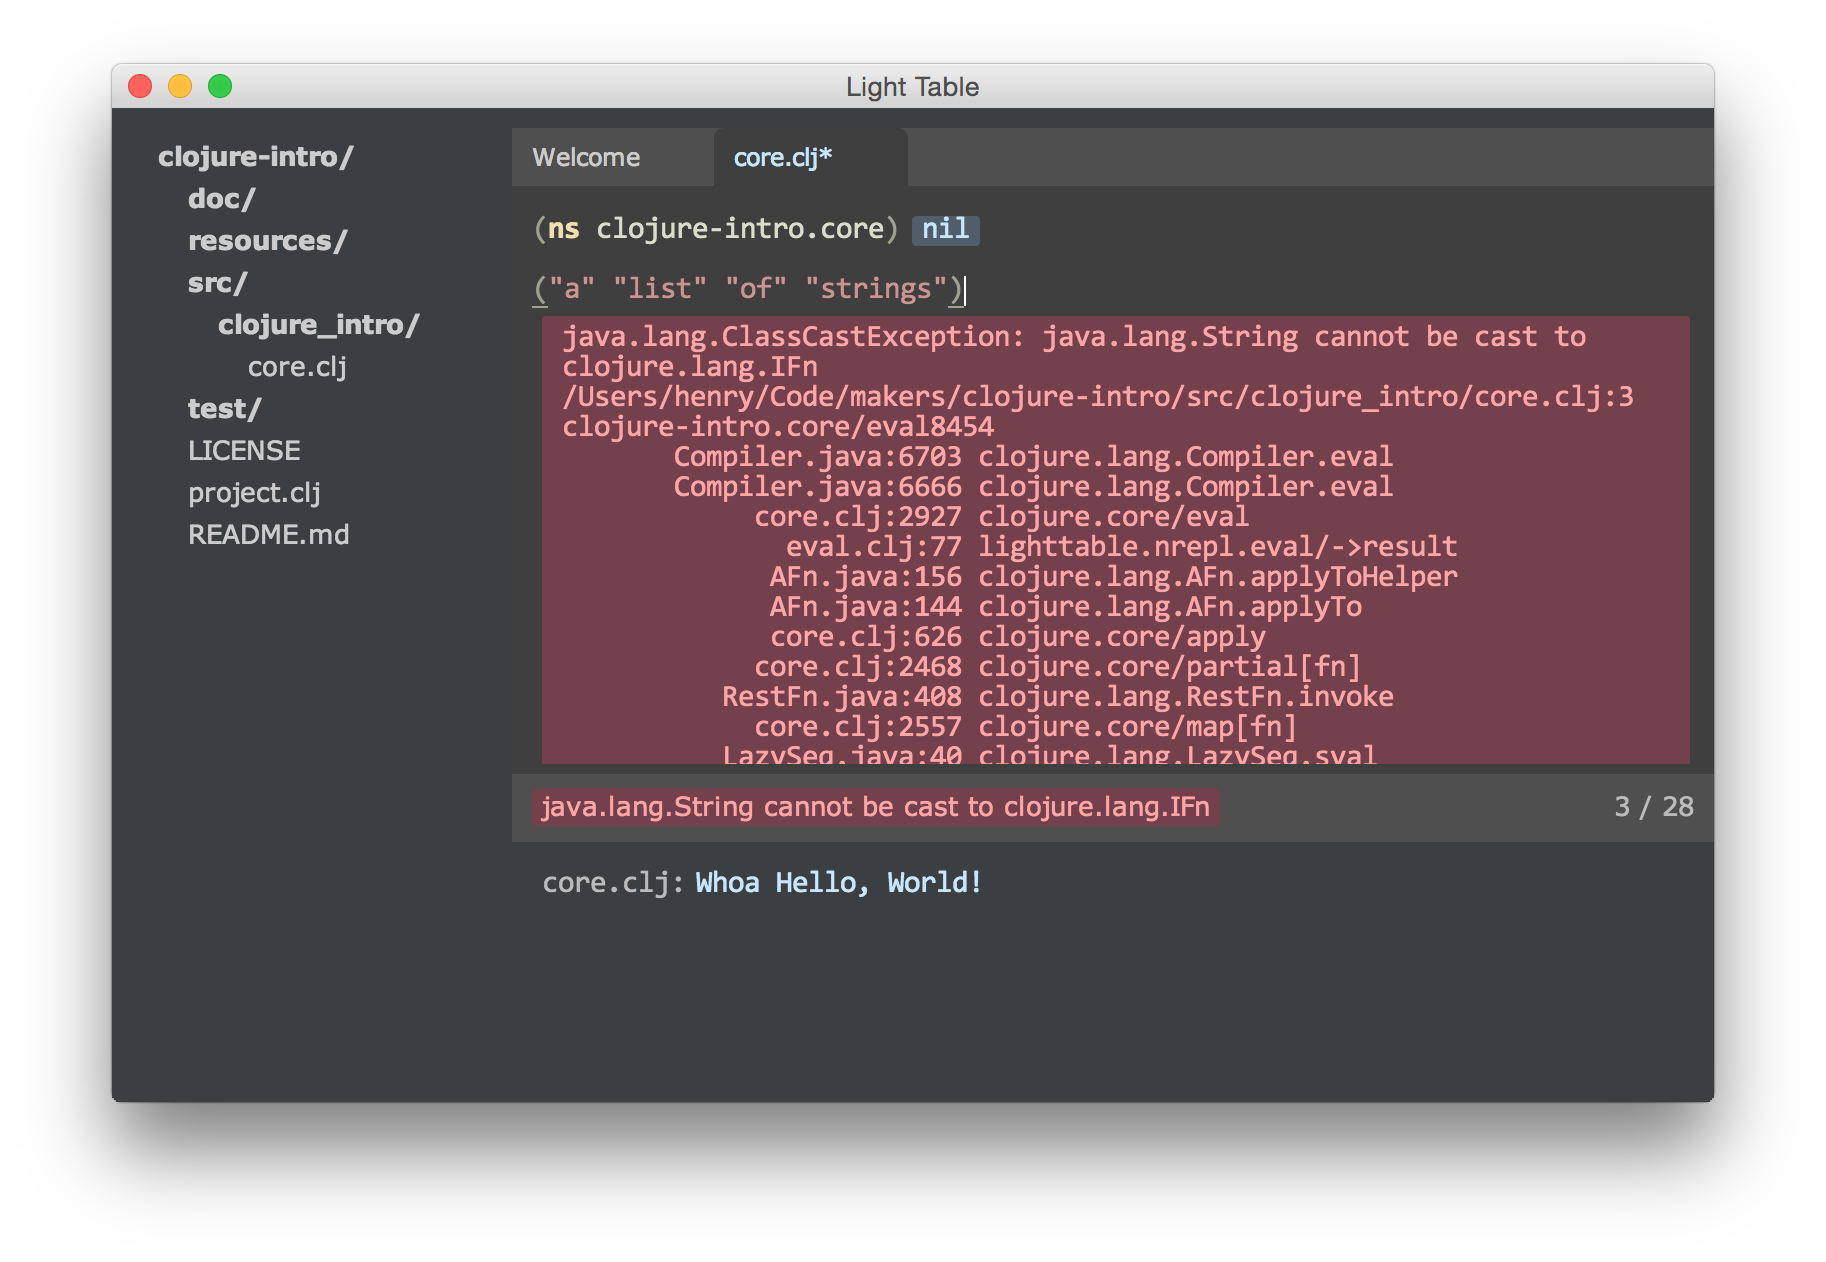 Light Table
clojure-intro/
doc/
resources/
src/
clojure_intro/
core.clj
test/
LICENSE
project.clj
README.md
Welcome
core.clj*
(ns clojure-intro.core) nil
("a" "list" "of" "strings")
java.lang.ClassCastException: java.lang.String cannot be cast to
clojure.lang.IFn
/Users/henry/Code/makers/clojure-intro/src/clojure_intro/core.clj:3
clojure-intro.core/eval8454
Compiler.java:6703 clojure.lang.Compiler.eval
Compiler.java:6666 clojure.lang.Compiler.eval
core.clj:2927 clojure.core/eval
eval.clj:77 lighttable.nrepl.eval/->result
AFn.java:156 clojure.lang.AFn.applyToHelper
AFn.java:144 clojure.lang.AFn.applyTo
core.clj:626 clojure.core/apply
core.clj:2468 clojure.core/partial[fn]
RestFn.java:408 clojure.lang.RestFn.invoke
core.clj:2557 clojure.core/map[fn]
LazySeq.java:40 clojure.lang.LazySeq.sval
java.lang.String cannot be cast to clojure.lang.IFn
3 / 28
core.clj: Whoa Hello, World!